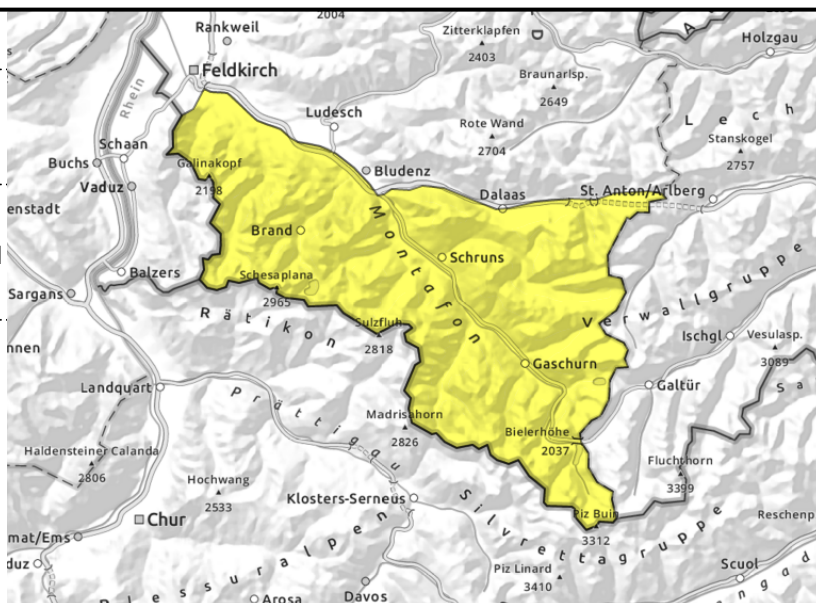 2004
Rankweil
Zitterklapfen
2403
D
A
Holzgau
Feldkirch
Rhein
Braunarlsp.
2649
L e c h
Ludesch
Rote Wand
2704
Stanskogel
2757
Schaan
Buchs
Galinakopf
2198
Bludenz
Vaduz
Dalaas
St. Anton/Arlberg
enstadt
Montafon
Brand
Schruns
Balzers
Schesaplana
2965
Sargans
Rätikon
Sulzfluh
2818
Verwallgruppe
Ischgl
Vesulasp.
3089
nnen
Gaschurn
Landquart
Galtür
S a
Prättigau
Madrisahorn
2826
Bielerhöhe
2037
Haldensteiner Calanda
2806
Fluchthorn
3399
Hochwang
2533
Klosters-Serneus
Silvrettagruppe
Chur
Piz Buin
3312
Reschenp
mat/Ems
duz
Plessuralpen
Piz Linard
3410
Scuol
ngad
Arosa
Davos